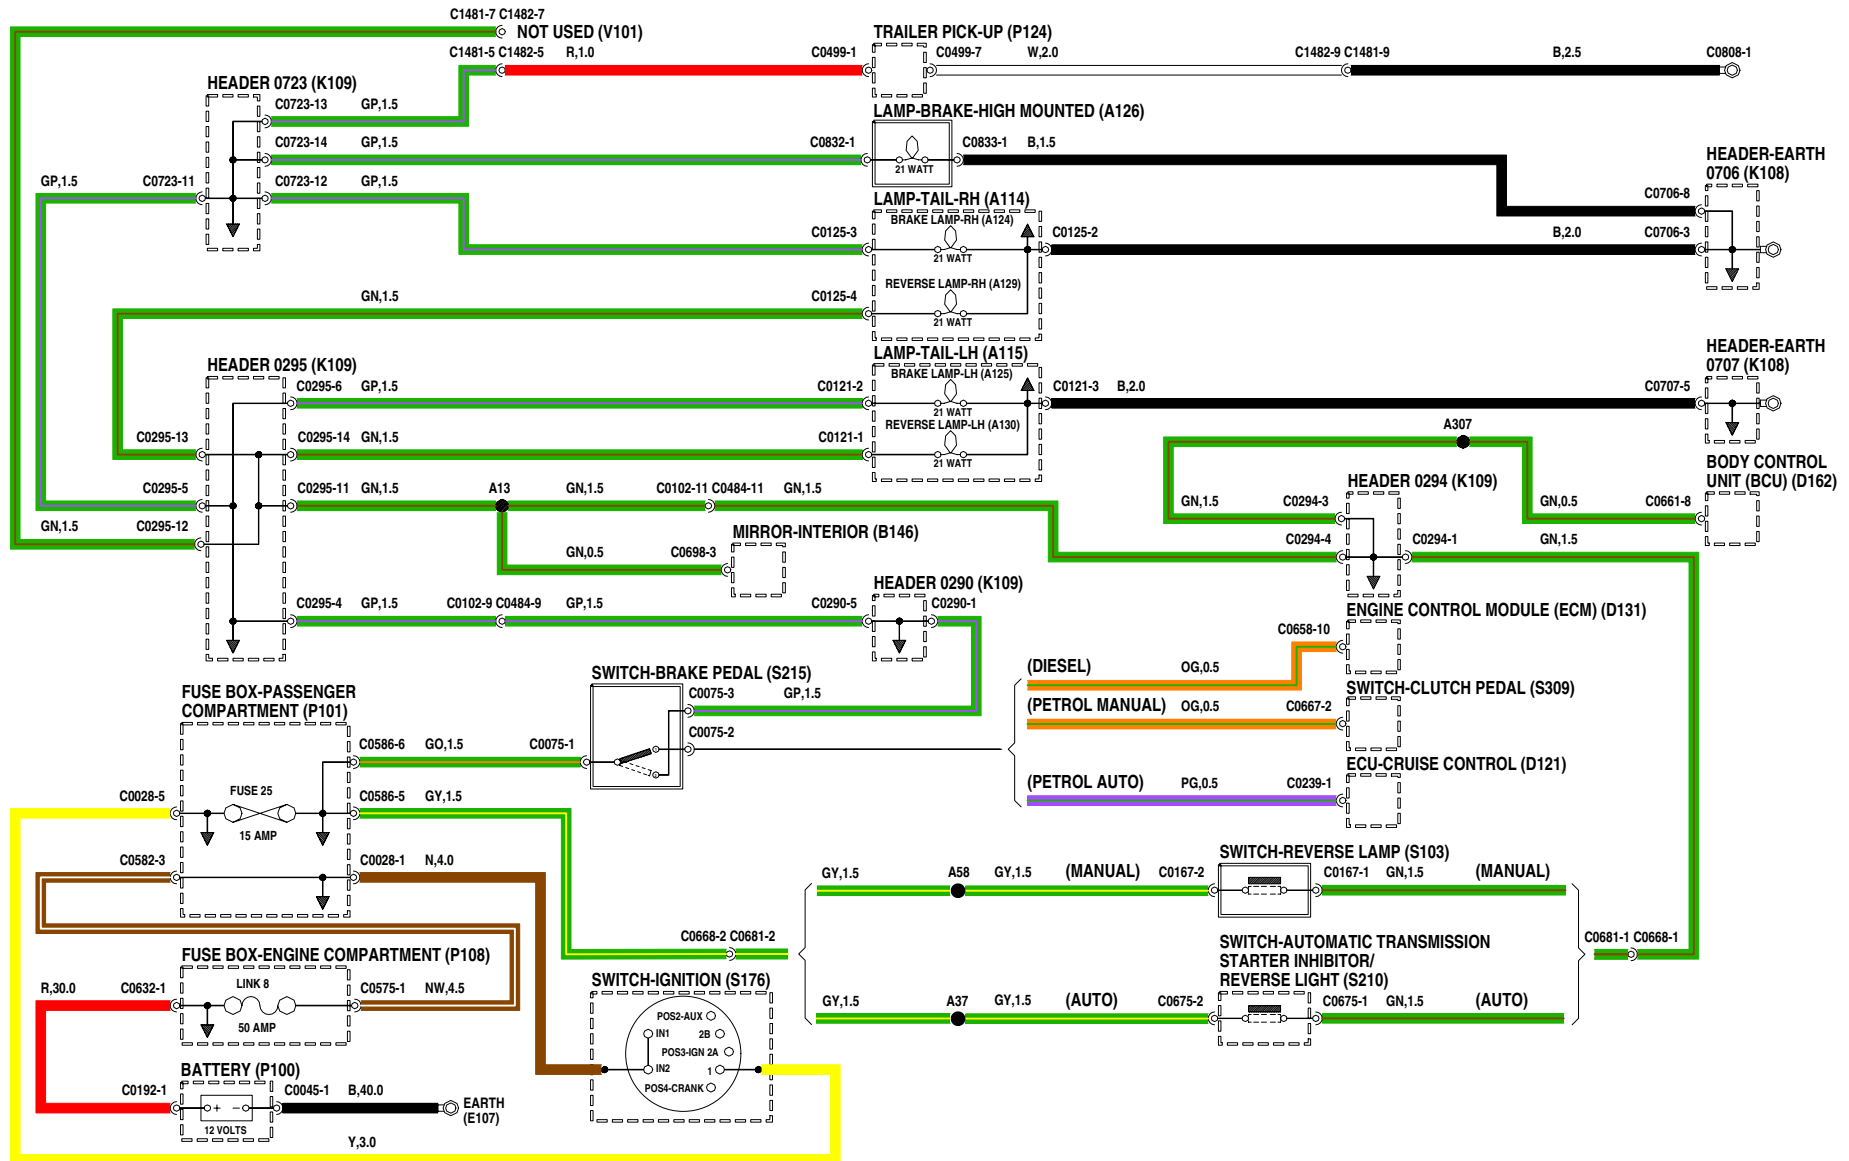 C1481-7 C1482-7
NOT USED (V101)
C1481-5 C1482-5 R,1.0 C0499-1
TRAILER PICK-UP (P124)
C0499-7 W,2.0 C1482-9 C1481-9 B,2.5 C0808-1
HEADER 0723 (K109)
C0723-13 GP,1.5
LAMP-BRAKE-HIGH MOUNTED (A126)
C0723-14 GP,1.5 C0832-1
21 WATT
C0833-1 B,1.5
HEADER-EARTH
0706 (K108)
GP,1.5 C0723-11
C0723-12 GP,1.5
LAMP-TAIL-RH (A114)
C0706-8
BRAKE LAMP-RH (A124)
C0125-3
21 WATT
C0125-2 B,2.0 C0706-3
REVERSE LAMP-RH (A129)
GN,1.5 C0125-4
21 WATT
LAMP-TAIL-LH (A115)
HEADER-EARTH
0707 (K108)
HEADER 0295 (K109)
BRAKE LAMP-LH (A125)
C0295-6 GP,1.5 C0121-2
21 WATT
C0121-3 B,2.0 C0707-5
REVERSE LAMP-LH (A130)
C0295-13
C0295-14 GN,1.5 C0121-1
21 WATT
A307
BODY CONTROL
UNIT (BCU) (D162)
C0295-5
C0295-11 GN,1.5 A13 GN,1.5 C0102-11 C0484-11 GN,1.5
HEADER 0294 (K109)
GN,1.5 C0294-3
GN,0.5 C0661-8
GN,1.5 C0295-12
MIRROR-INTERIOR (B146)
GN,0.5 C0698-3
C0294-4
C0294-1 GN,1.5
HEADER 0290 (K109)
C0295-4 GP,1.5 C0102-9 C0484-9 GP,1.5 C0290-5
C0290-1
ENGINE CONTROL MODULE (ECM) (D131)
C0658-10
SWITCH-BRAKE PEDAL (S215)
C0075-3 GP,1.5
C0075-2
(DIESEL) OG,0.5
SWITCH-CLUTCH PEDAL (S309)
(PETROL MANUAL) OG,0.5 C0667-2
ECU-CRUISE CONTROL (D121)
(PETROL AUTO) PG,0.5 C0239-1
FUSE BOX-PASSENGER
COMPARTMENT (P101)
C0586-6 GO,1.5 C0075-1
C0028-5
FUSE 25
15 AMP
C0586-5 GY,1.5
C0582-3
C0028-1 N,4.0
SWITCH-REVERSE LAMP (S103)
GY,1.5 A58 GY,1.5 (MANUAL) C0167-2
C0167-1 GN,1.5 (MANUAL)
C0668-2 C0681-2
C0681-1 C0668-1
SWITCH-AUTOMATIC TRANSMISSION
STARTER INHIBITOR/
REVERSE LIGHT (S210)
GY,1.5 A37 GY,1.5 (AUTO) C0675-2
C0675-1 GN,1.5 (AUTO)
FUSE BOX-ENGINE COMPARTMENT (P108)
R,30.0 C0632-1
LINK 8
50 AMP
C0575-1 NW,4.5
SWITCH-IGNITION (S176)
POS2-AUX
IN1 2B
POS3-IGN 2A
IN2 1
POS4-CRANK
BATTERY (P100)
C0192-1
+ -
12 VOLTS
C0045-1 B,40.0
EARTH
(E107)
Y,3.0